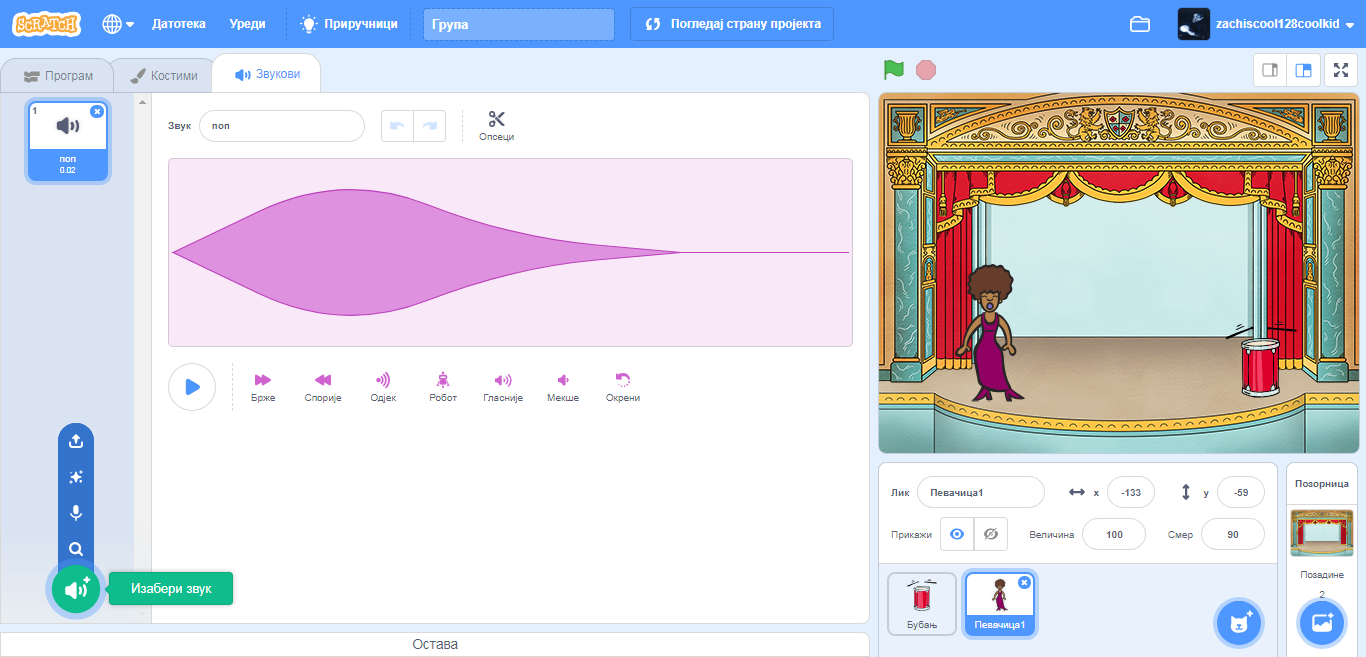 SCRATCH
Датотека
Уреди
Приручници
Група
Погледај страну пројекта
zachiscool128coolkid
Програм
Костими
Звукови
1
поп
0.02
Звук
поп
Опсеци
Брже
Спорије
Одјек
Робот
Гласније
Мекше
Окрени
Изабери звук
Остава
Лик
Певачица1
x
-133
y
-59
Прикажи
Величина
100
Смер
90
Бубањ
Певачица1
Позорница
Позадине
2